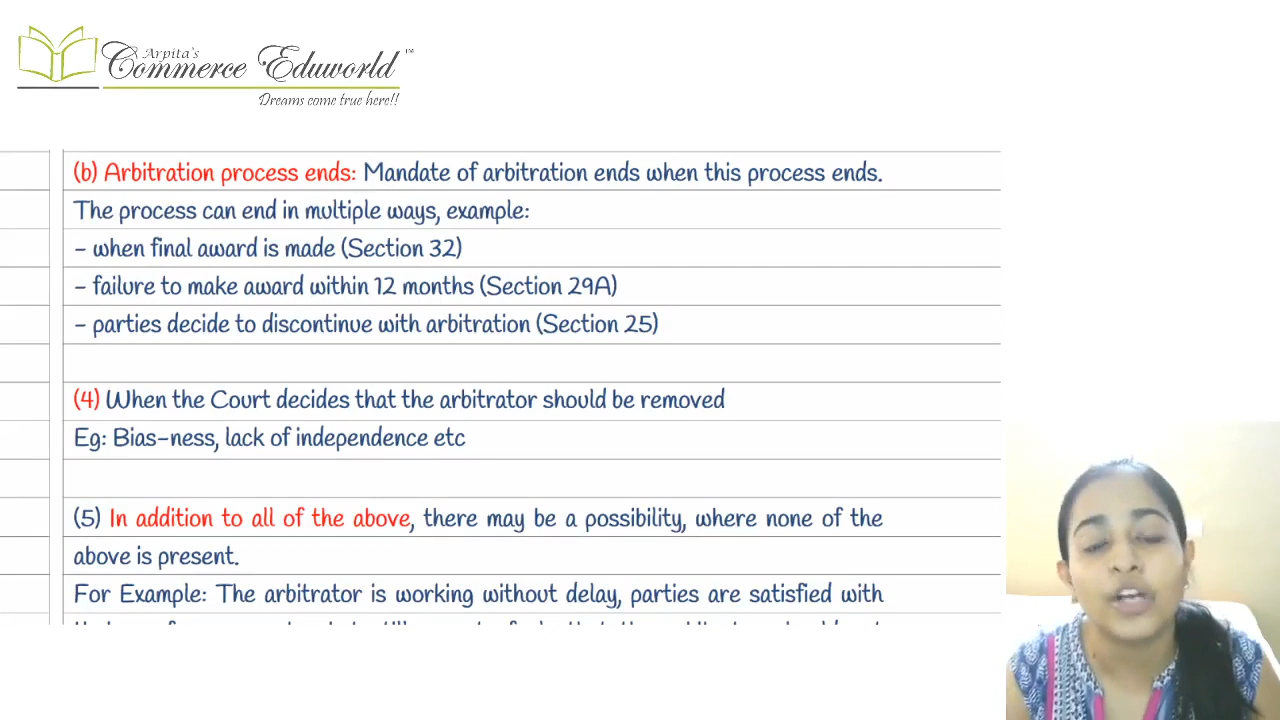 Arpita's
Commerce Eduworld ™
Dreams come true here!!
(b) Arbitration process ends: Mandate of arbitration ends when this process ends.
The process can end in multiple ways, example:
- when final award is made (Section 32)
- failure to make award within 12 months (Section 29A)
- parties decide to discontinue with arbitration (Section 25)
(4) When the Court decides that the arbitrator should be removed
Eg: Bias-ness, lack of independence etc
(5) In addition to all of the above, there may be a possibility, where none of the
above is present.
For Example: The arbitrator is working without delay, parties are satisfied with